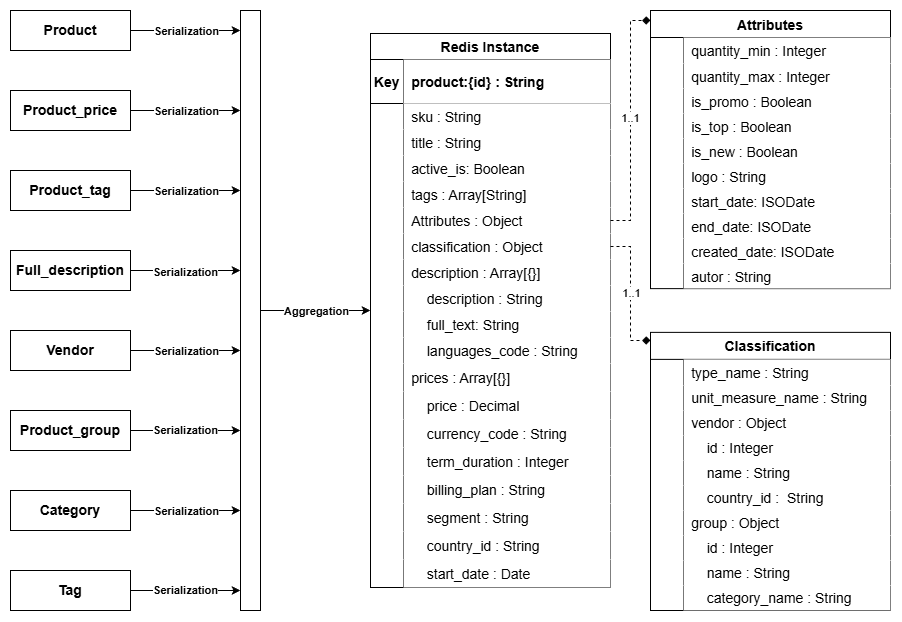 Product
Serialization
Product_price
Serialization
Product_tag
Serialization
Full_description
Serialization
Vendor
Serialization
Product_group
Serialization
Category
Serialization
Tag
Serialization
Aggregation
Redis Instance
Key product:{id} : String
sku : String
title : String
active_is: Boolean
tags : Array[String]
Attributes : Object
classification : Object
description : Array[{}]
description : String
full_text: String
languages_code : String
prices : Array[{}]
price : Decimal
currency_code : String
term_duration : Integer
billing_plan : String
segment : String
country_id : String
start_date : Date
1..1
1..1
Attributes
quantity_min : Integer
quantity_max : Integer
is_promo : Boolean
is_top : Boolean
is_new : Boolean
logo : String
start_date: ISODate
end_date: ISODate
created_date: ISODate
autor : String
Classification
type_name : String
unit_measure_name : String
vendor : Object
id : Integer
name : String
country_id :  String
group : Object
id : Integer
name : String
category_name : String